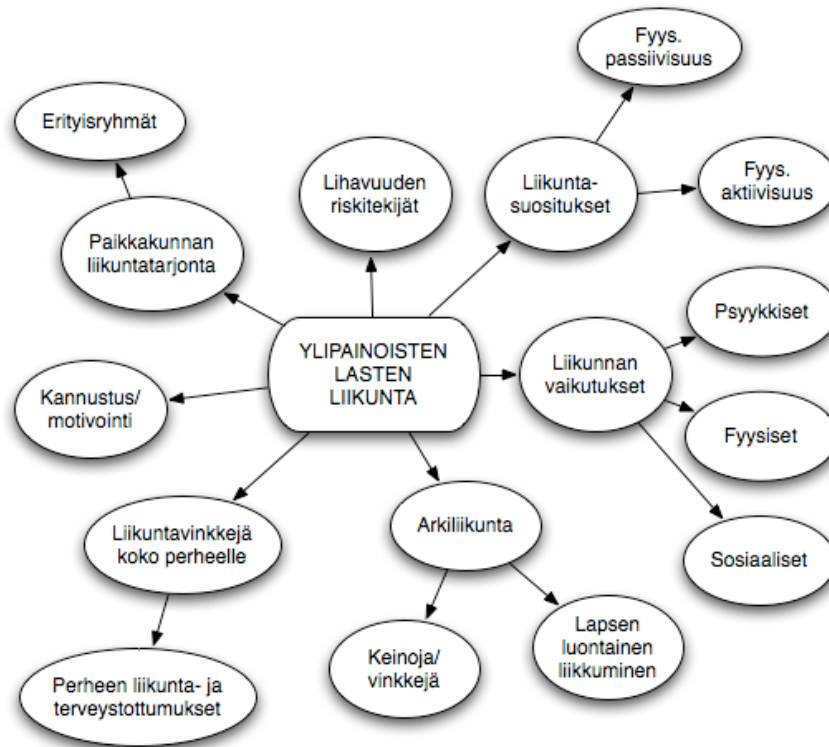 Fyys.
passiivisuus
Erityisryhmät
Lihavuuden
riskitekijät
Liikunta-
suositukset
Fyys.
aktiivisuus
Paikkakunnan
liikuntatarjonta
Psyykkiset
YLIPAINOISTEN
LASTEN
LIIKUNTA
Liikunnan
vaikutukset
Kannustus/
motivointi
Fyysiset
Liikuntavinkkejä
koko perheelle
Arkiliikunta
Sosiaaliset
Lapsen
luontainen
liikkuminen
Keinoja/
vinkkejä
Perheen liikunta- ja
terveystottumukset